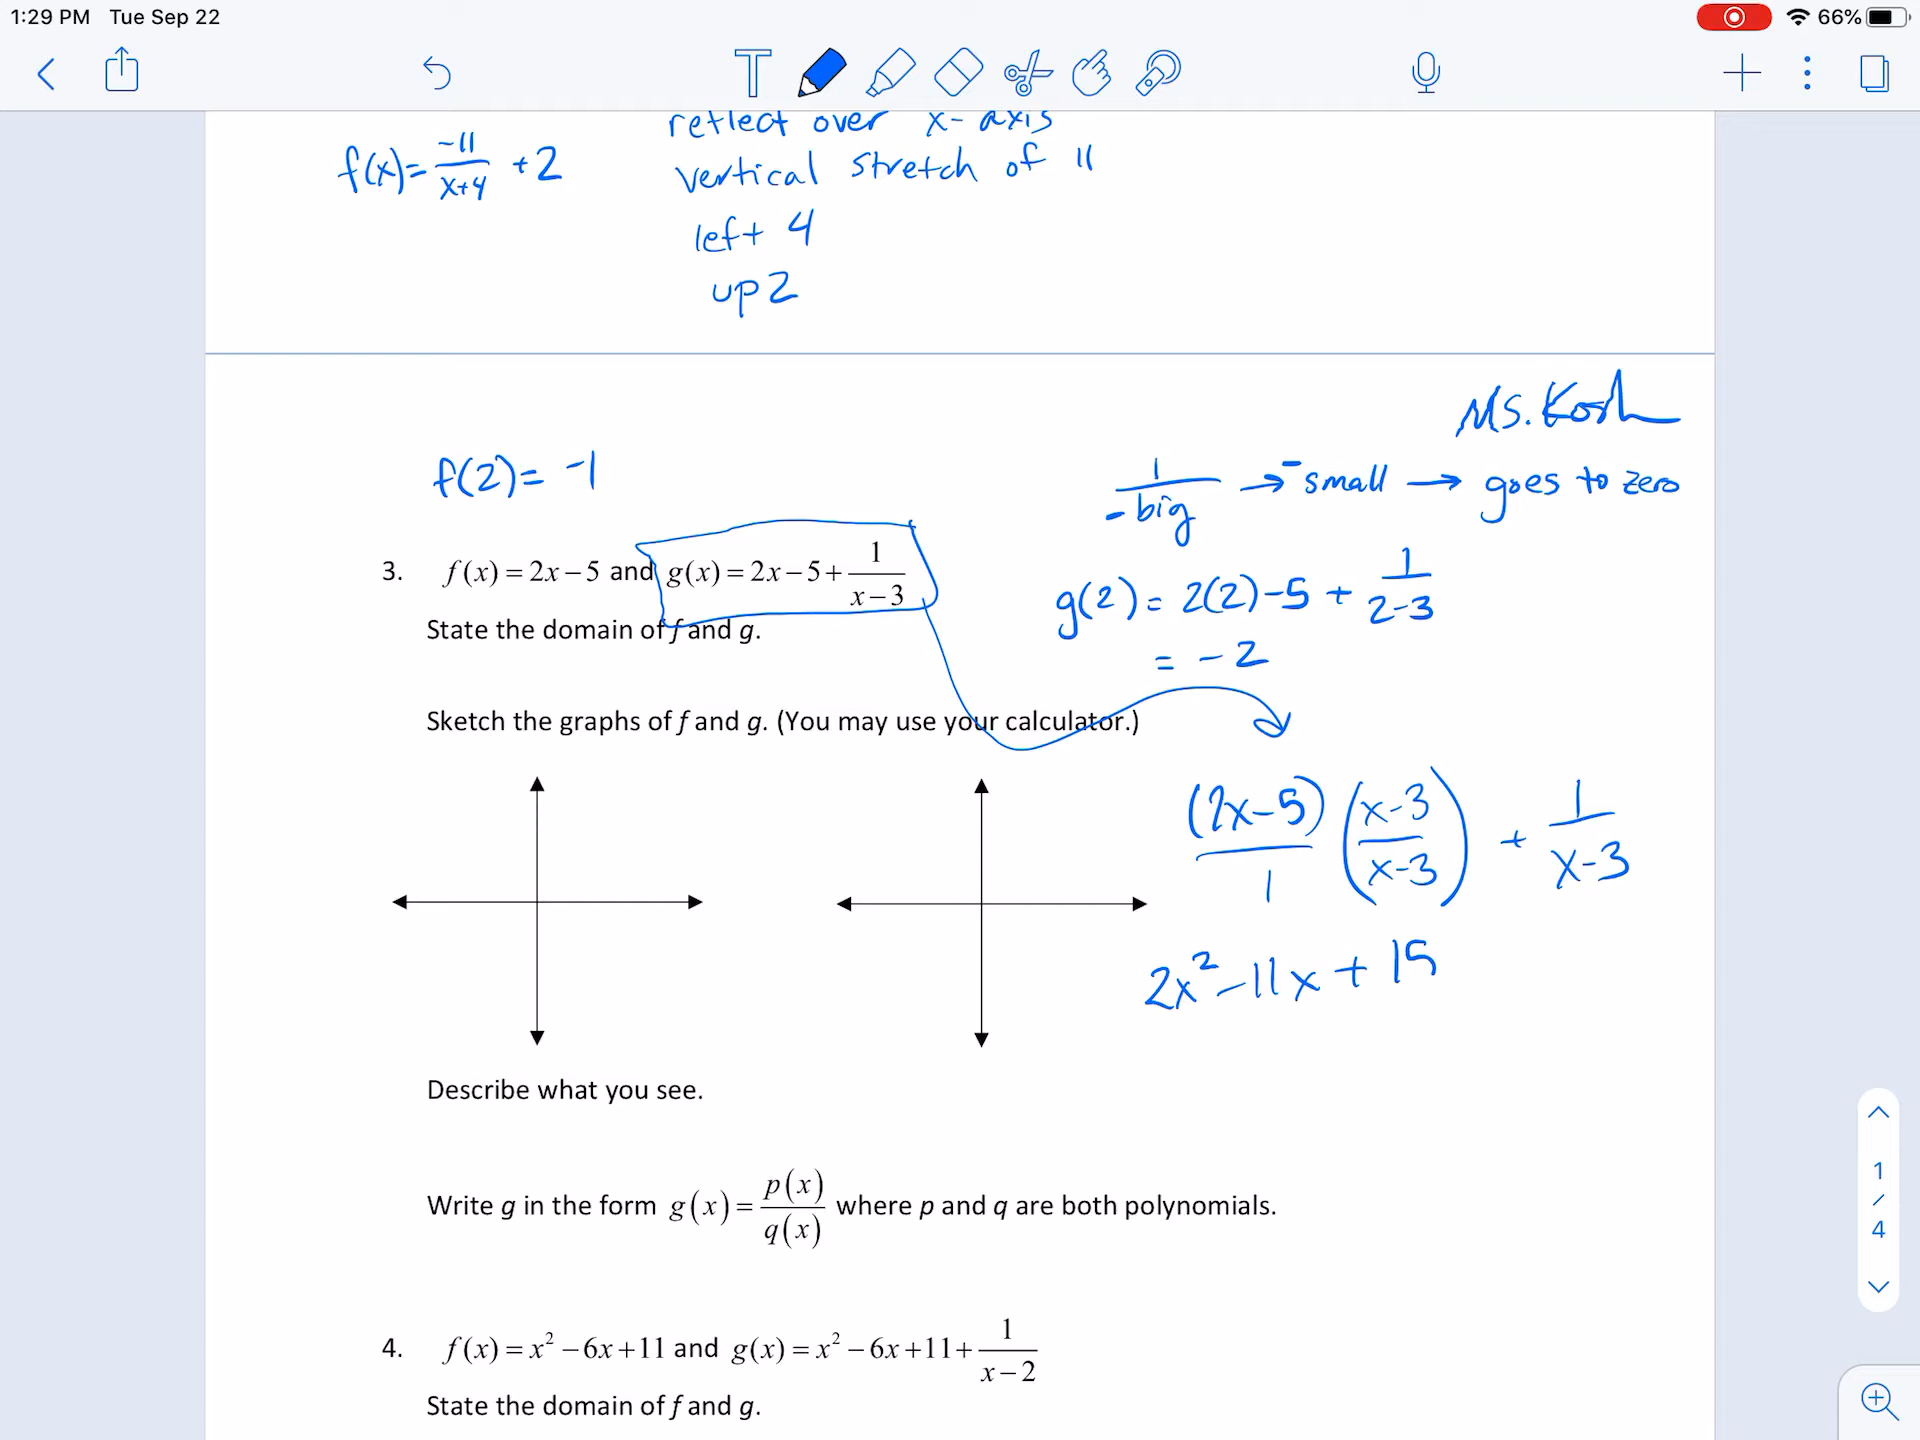 1:29 PM Tue Sep 22
66%
reflect over x-axis
f(x)= -11/x+4 +2
vertical stretch of 11
left 4
up 2
Ms. Kosh
f(2)= -1
1/-big → -small → goes to zero
3. f(x)=2x−5 and g(x)=2x−5+1/x−3
g(2)= 2(2)-5 + 1/2-3
State the domain of f and g.
= -2
Sketch the graphs of f and g. (You may use your calculator.)
(2x-5)/1 (x-3/x-3) + 1/x-3
2x²-11x+15
Describe what you see.
Write g in the form g(x)=p(x)/q(x) where p and q are both polynomials.
1
/
4
4. f(x)=x²−6x+11 and g(x)=x²−6x+11+1/x−2
State the domain of f and g.